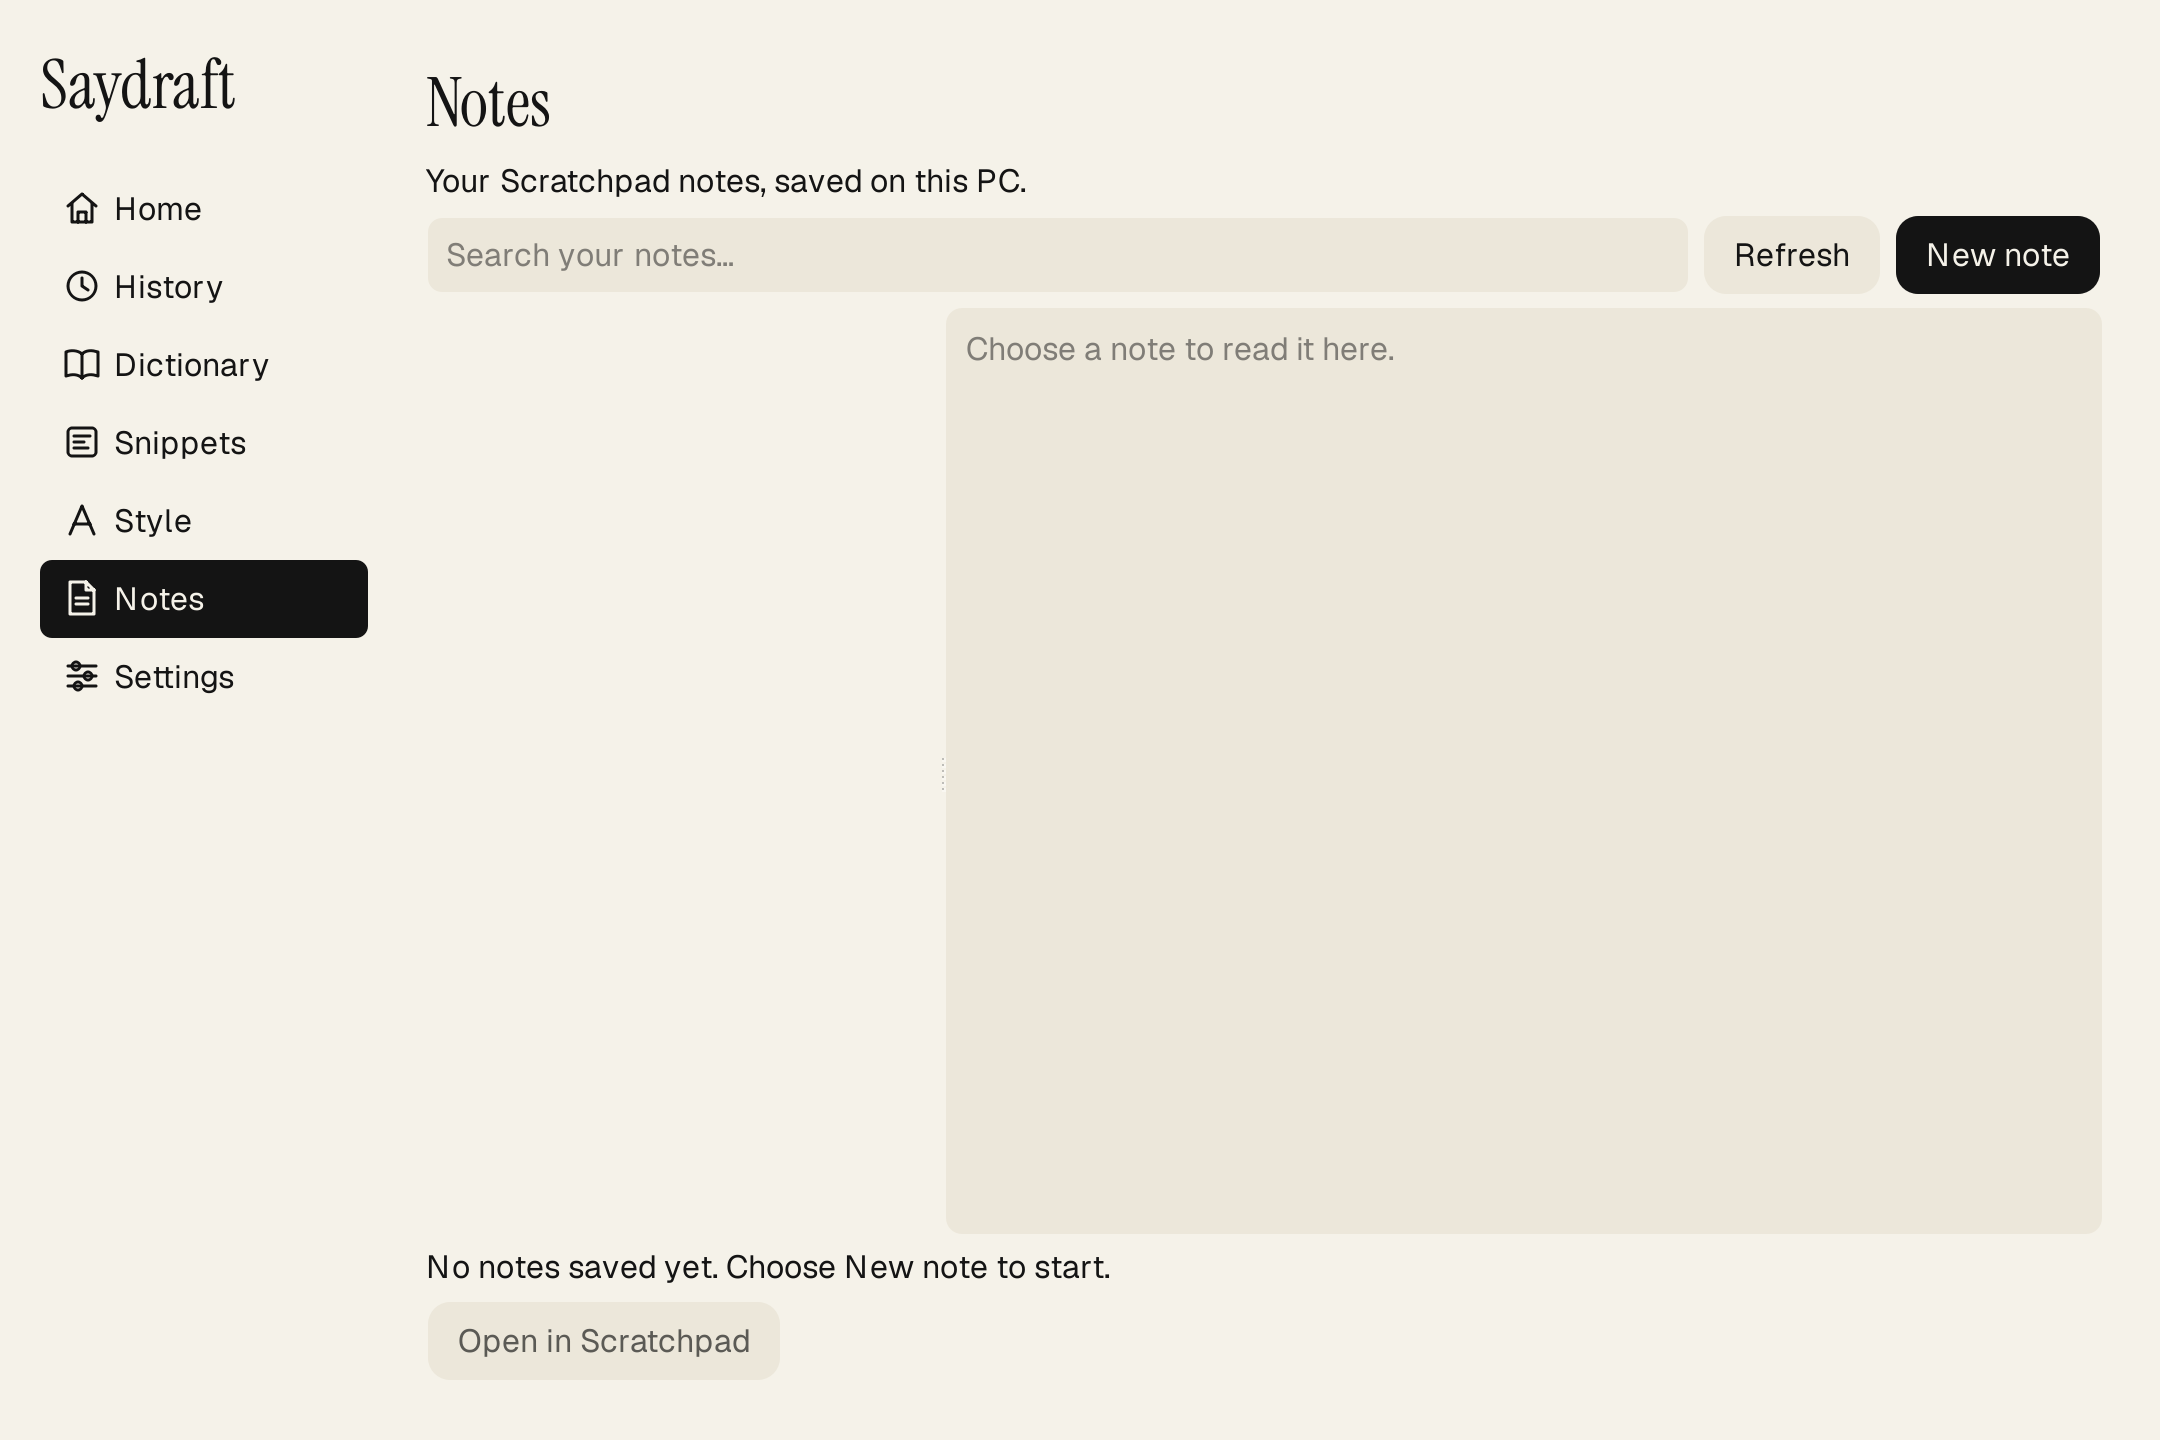 Saydraft
Home
History
Dictionary
Snippets
Style
Notes
Settings
Notes
Your Scratchpad notes, saved on this PC.
Search your notes...
Refresh
New note
Choose a note to read it here.
No notes saved yet. Choose New note to start.
Open in Scratchpad